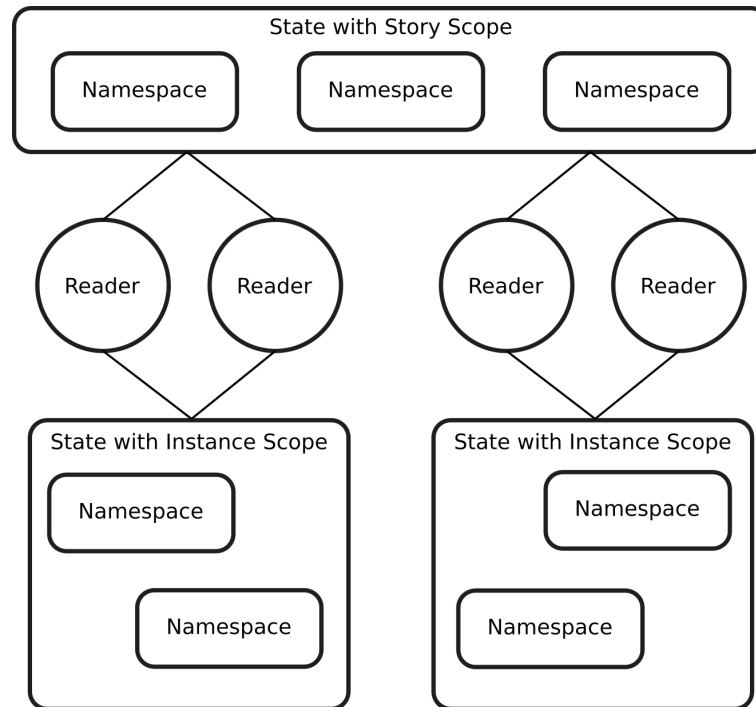 State with Story Scope
Namespace
Namespace
Namespace
Reader
Reader
Reader
Reader
State with Instance Scope
Namespace
Namespace
State with Instance Scope
Namespace
Namespace